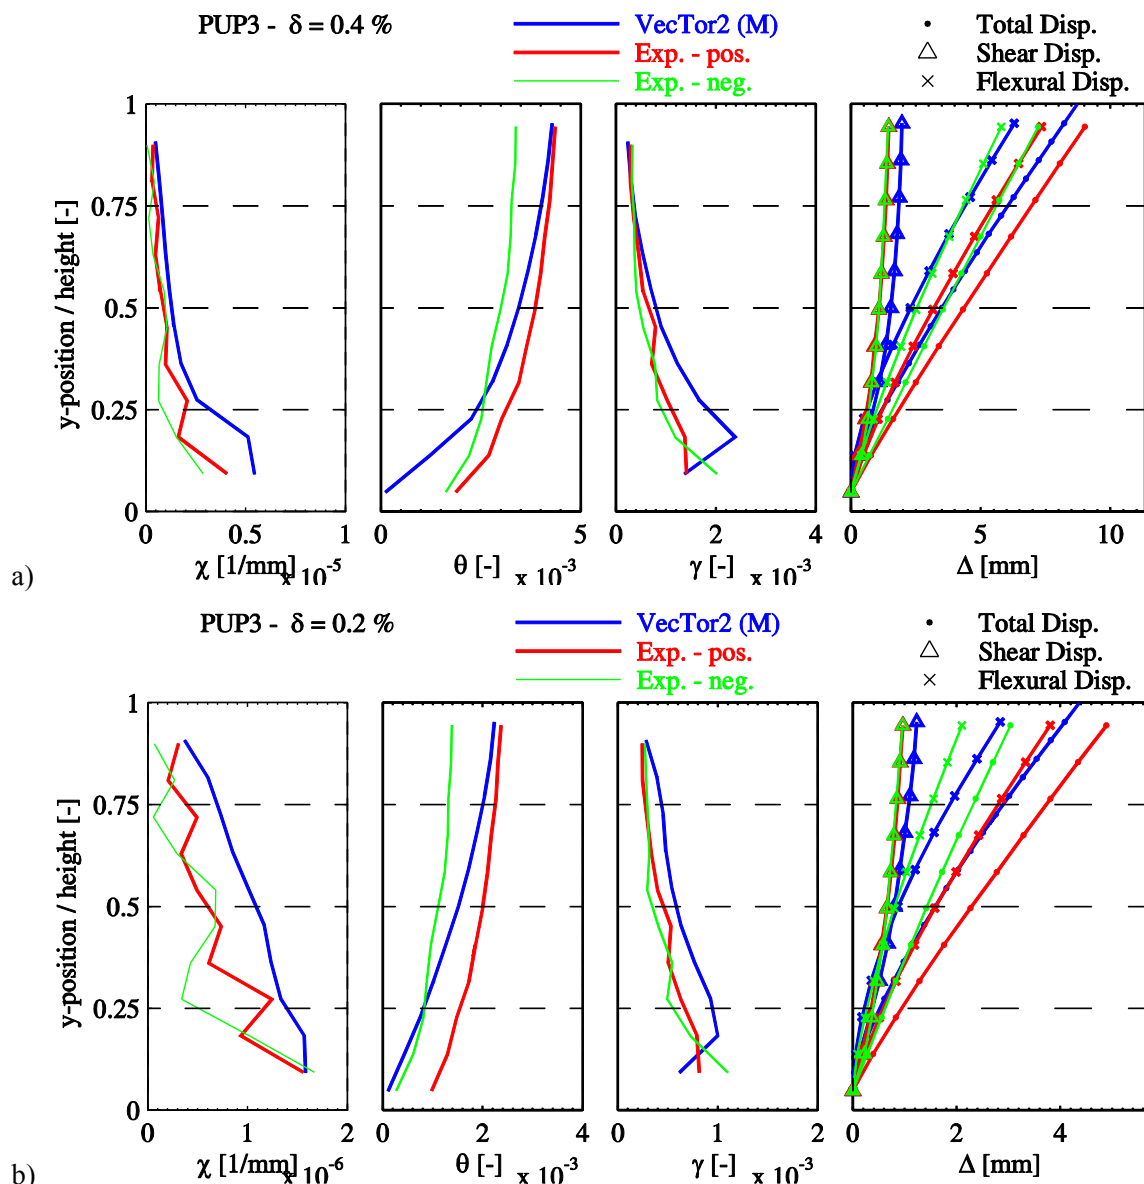 PUP3 - δ = 0.4 %
VecTor2 (M)
Exp. - pos.
Exp. - neg.
Total Disp.
Shear Disp.
Flexural Disp.
y-position / height [-]
1
0.75
0.5
0.25
0
0 0.5 1
χ [1/mm] x 10-5
0 5
θ [-] x 10-3
0 2 4
γ [-] x 10-3
0 5 10
Δ [mm]
a)
PUP3 - δ = 0.2 %
VecTor2 (M)
Exp. - pos.
Exp. - neg.
Total Disp.
Shear Disp.
Flexural Disp.
y-position / height [-]
1
0.75
0.5
0.25
0
0 1 2
χ [1/mm] x 10-6
0 2 4
θ [-] x 10-3
0 1 2
γ [-] x 10-3
0 2 4
Δ [mm]
b)